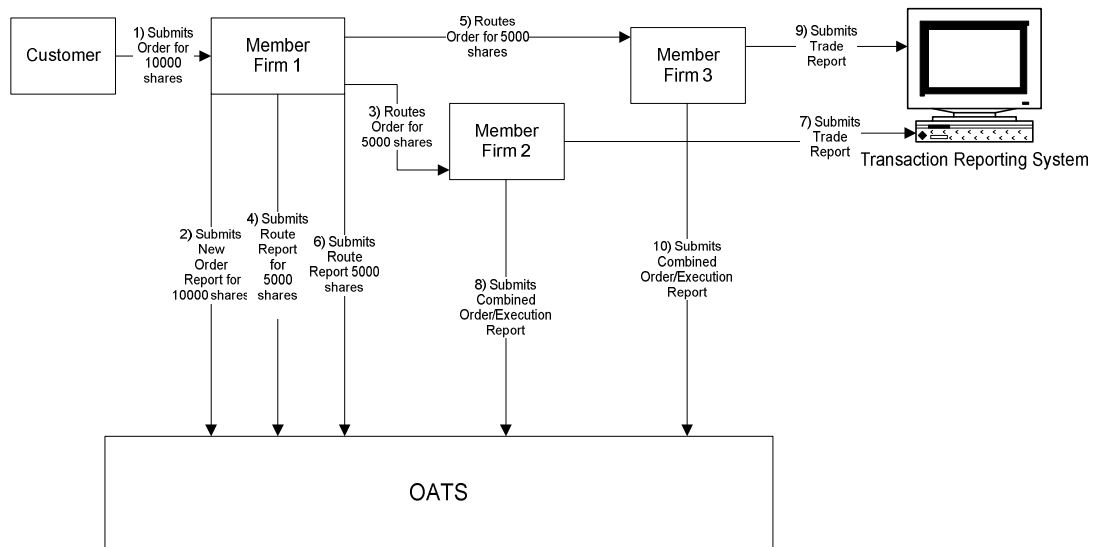 Customer
1) Submits
Order for
10000
shares
Member
Firm 1
5) Routes
Order for 5000
shares
Member
Firm 3
9) Submits
Trade
Report
3) Routes
Order for
5000 shares
Member
Firm 2
7) Submits
Trade
Report
Transaction Reporting System
2) Submits
New
Order
Report for
10000 shares
4) Submits
Route
Report
for
5000
shares
6) Submits
Route
Report 5000
shares
8) Submits
Combined
Order/Execution
Report
10) Submits
Combined
Order/Execution
Report
OATS